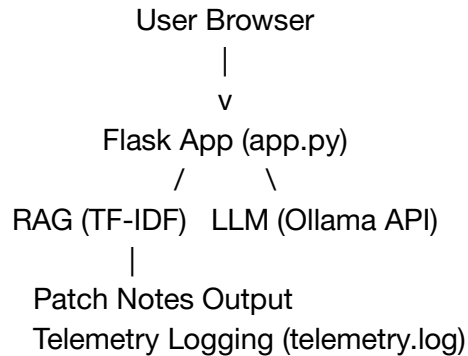 User Browser
|
v
Flask App (app.py)
/ \
RAG (TF-IDF) LLM (Ollama API)
|
Patch Notes Output
Telemetry Logging (telemetry.log)